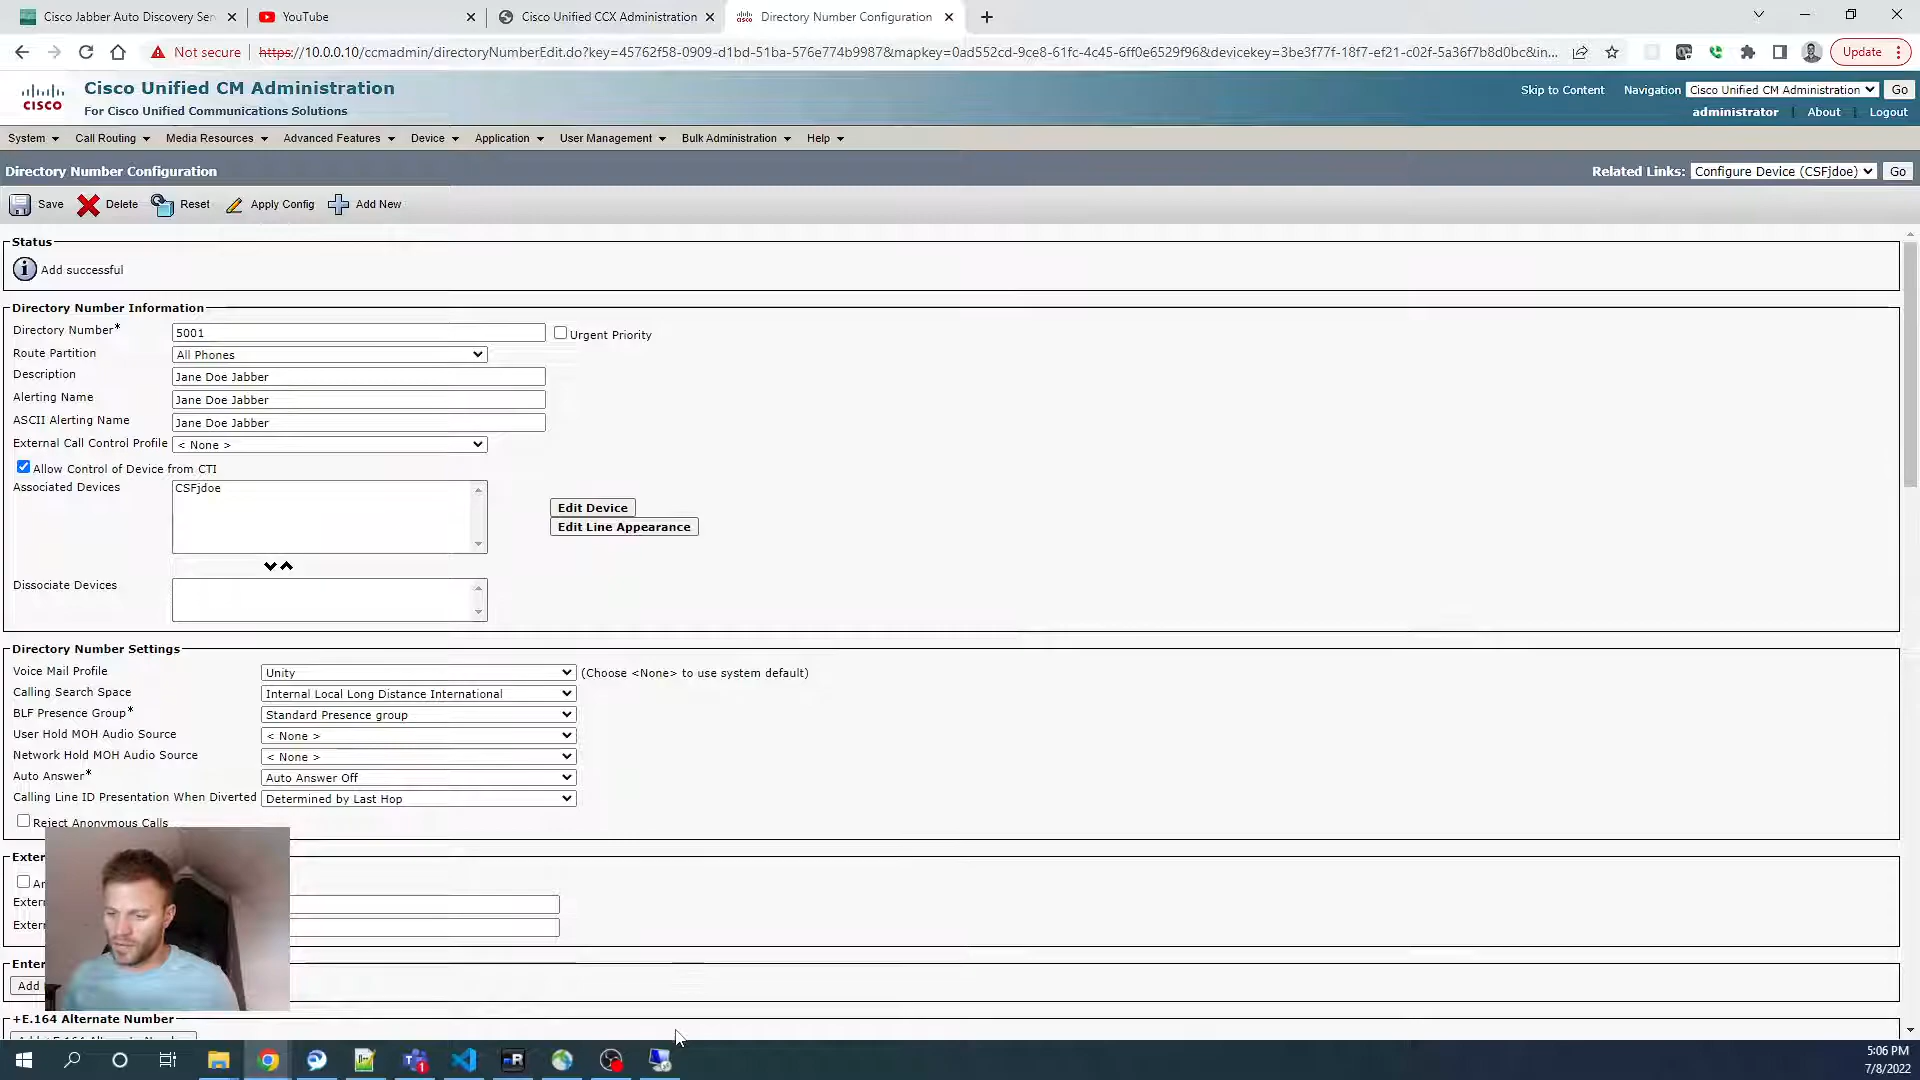 Cisco Jabber Auto Discovery Ser
YouTube
Cisco Unified CCX Administration
Directory Number Configuration
Not secure
https://10.0.0.10/ccmadmin/directoryNumberEdit.do?key=45762f58-0909-d1bd-51ba-576e774b9987&mapkey=0ad552cd-9ce8-61fc-4c45-6ff0e6529f96&devicekey=3be3f77f-18f7-ef21-c02f-5a36f7b8d0bc&in...
Update
cisco
Cisco Unified CM Administration
For Cisco Unified Communications Solutions
Skip to Content
Navigation
Cisco Unified CM Administration
Go
administrator
About
Logout
System
Call Routing
Media Resources
Advanced Features
Device
Application
User Management
Bulk Administration
Help
Directory Number Configuration
Related Links:
Configure Device (CSFjdoe)
Go
Save
Delete
Reset
Apply Config
Add New
Status
Add successful
Directory Number Information
Directory Number*
5001
Urgent Priority
Route Partition
All Phones
Description
Jane Doe Jabber
Alerting Name
Jane Doe Jabber
ASCII Alerting Name
Jane Doe Jabber
External Call Control Profile
< None >
Allow Control of Device from CTI
Associated Devices
CSFjdoe
Edit Device
Edit Line Appearance
Dissociate Devices
Directory Number Settings
Voice Mail Profile
Unity
(Choose <None> to use system default)
Calling Search Space
Internal Local Long Distance International
BLF Presence Group*
Standard Presence group
User Hold MOH Audio Source
< None >
Network Hold MOH Audio Source
< None >
Auto Answer*
Auto Answer Off
Calling Line ID Presentation When Diverted
Determined by Last Hop
Reject Anonymous Calls
Exter
Exter
Exter
Enter
Add
+E.164 Alternate Number
5:06 PM
7/8/2022